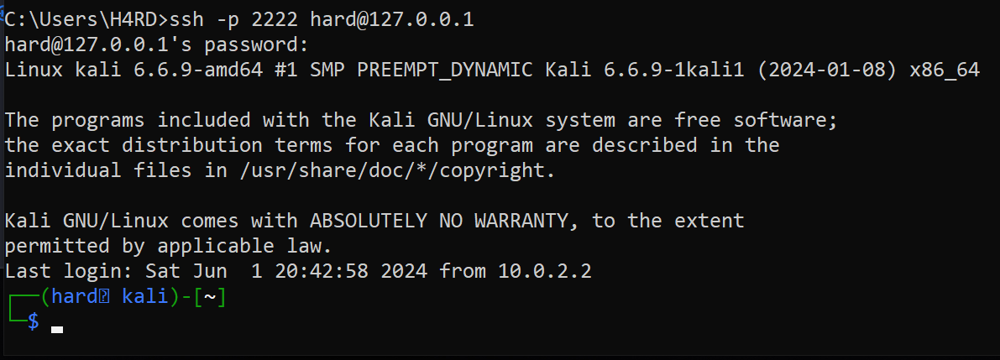 C:\Users\H4RD>ssh -p 2222 hard@127.0.0.1
hard@127.0.0.1's password:
Linux kali 6.6.9-amd64 #1 SMP PREEMPT_DYNAMIC Kali 6.6.9-1kali1 (2024-01-08) x86_64

The programs included with the Kali GNU/Linux system are free software;
the exact distribution terms for each program are described in the
individual files in /usr/share/doc/*/copyright.

Kali GNU/Linux comes with ABSOLUTELY NO WARRANTY, to the extent
permitted by applicable law.
Last login: Sat Jun  1 20:42:58 2024 from 10.0.2.2
┌──(hard⍰ kali)-[~]
└─$